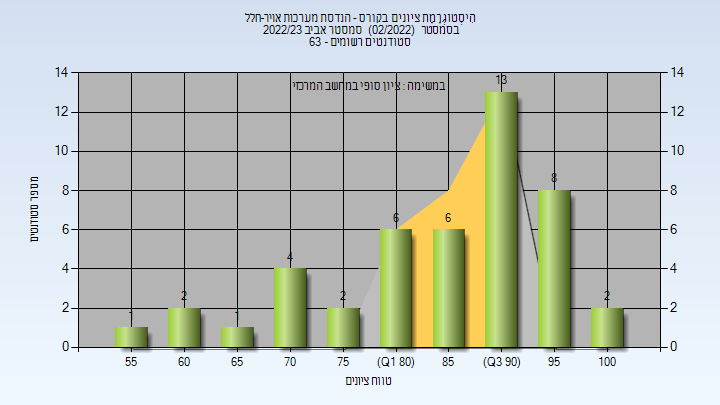 היסטוגרמת ציונים בקורס - הנדסת מערכות אויר-חלל
בסמסטר (02/2022) סמסטר אביב 2022/23
סטודנטים רשומים - 63
במשימה : ציון סופי במחשב המרכזי
מספר סטודנטים
14 14
12 12
10 10
8 8
6 6
4 4
2 2
0 0
1 2 1 4 2 6 6 13 8 2
55 60 65 70 75 (Q1 80) 85 (Q3 90) 95 100
טווח ציונים